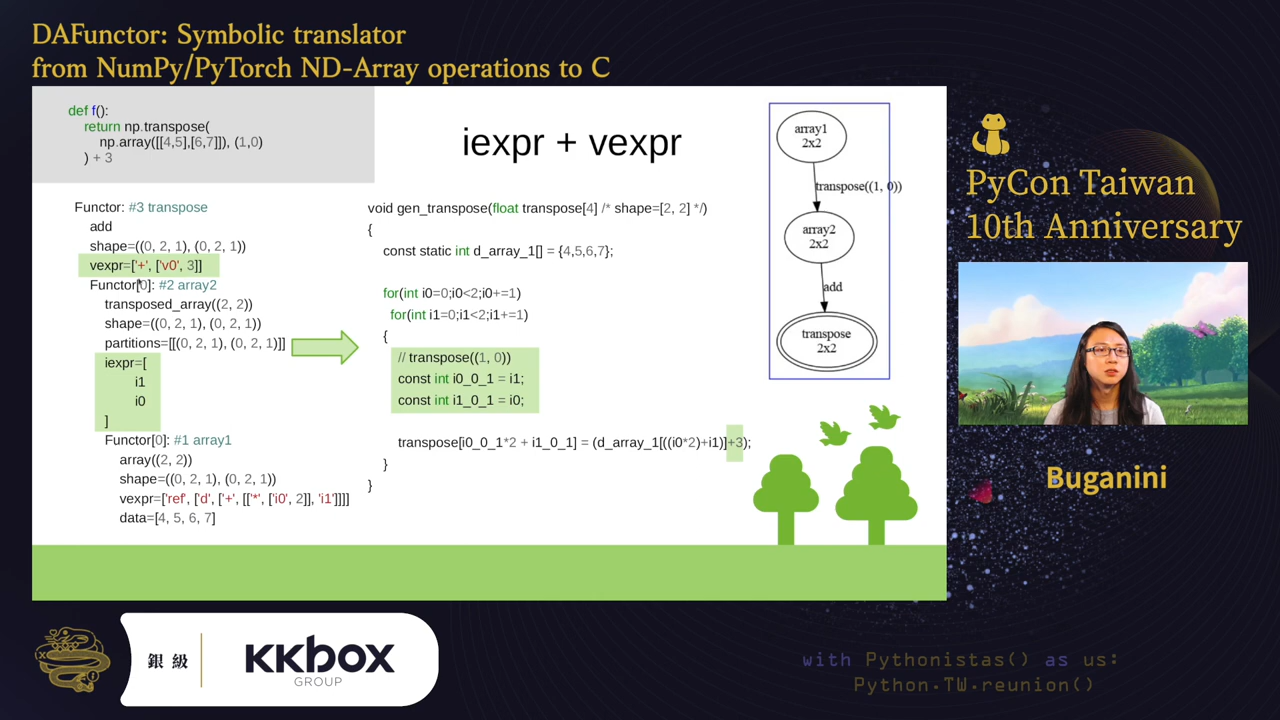 DAFunctor: Symbolic translator
from NumPy/PyTorch ND-Array operations to C
def f():
return np.transpose(
np.array([[4,5],[6,7]]), (1,0)
) + 3
iexpr + vexpr
Functor: #3 transpose
add
shape=((0, 2, 1), (0, 2, 1))
vexpr=['+', ['v0', 3]]
Functor[0]: #2 array2
transposed_array((2, 2))
shape=((0, 2, 1), (0, 2, 1))
partitions=[[(0, 2, 1), (0, 2, 1)]]
iexpr=[
i1
i0
]
Functor[0]: #1 array1
array((2, 2))
shape=((0, 2, 1), (0, 2, 1))
vexpr=['ref', ['d', ['+', [['*', ['i0', 2]], 'i1']]]]
data=[4, 5, 6, 7]
void gen_transpose(float transpose[4] /* shape=[2, 2] */)
{
const static int d_array_1[] = {4,5,6,7};
for(int i0=0;i0<2;i0+=1)
for(int i1=0;i1<2;i1+=1)
{
// transpose((1, 0))
const int i0_0_1 = i1;
const int i1_0_1 = i0;
transpose[i0_0_1*2 + i1_0_1] = (d_array_1[((i0*2)+i1)]+3);
}
}
array1
2x2
transpose((1, 0))
array2
2x2
add
transpose
2x2
PyCon Taiwan
10th Anniversary
Buganini
銀級
KKBOX
GROUP
with Pythonistas() as us:
Python.TW.reunion()